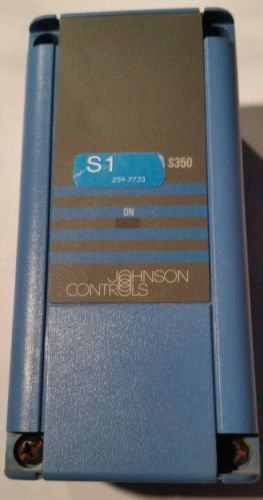 S1
S350
259-7733
ON
JOHNSON
CONTROLS